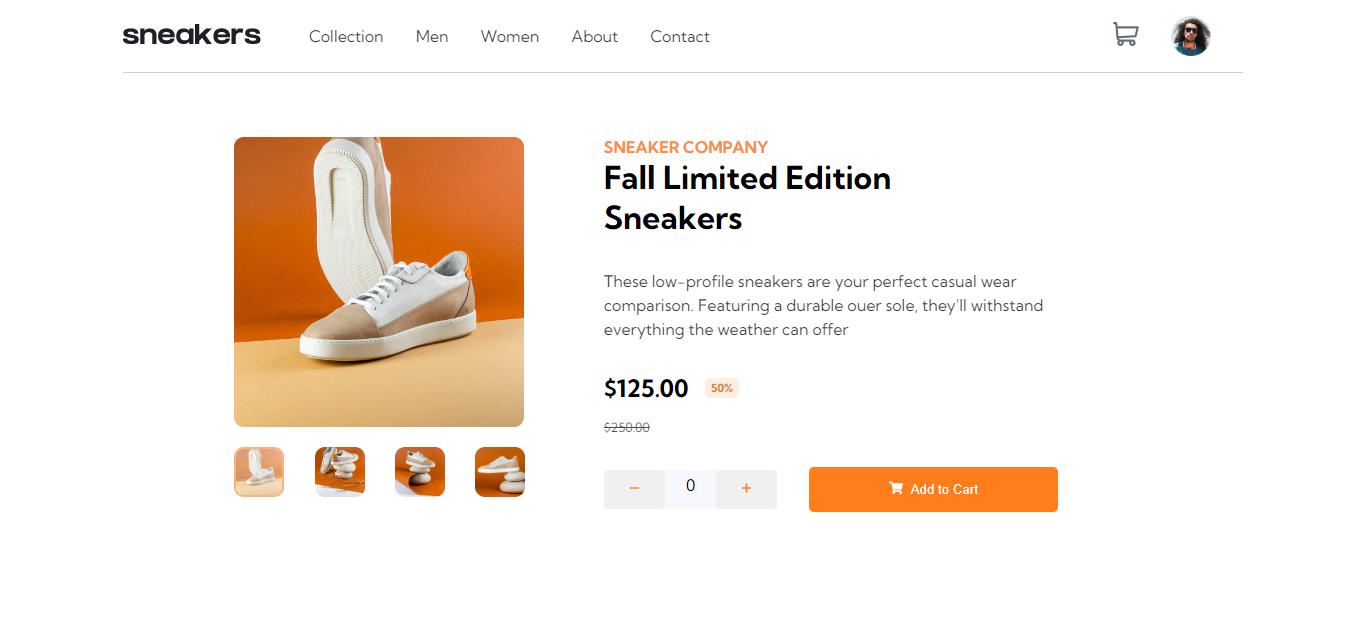 sneakers Collection Men Women About Contact
SNEAKER COMPANY
Fall Limited Edition
Sneakers
These low-profile sneakers are your perfect casual wear
comparison. Featuring a durable ouer sole, they'll withstand
everything the weather can offer
$125.00 50%
$250.00
− 0 + Add to Cart